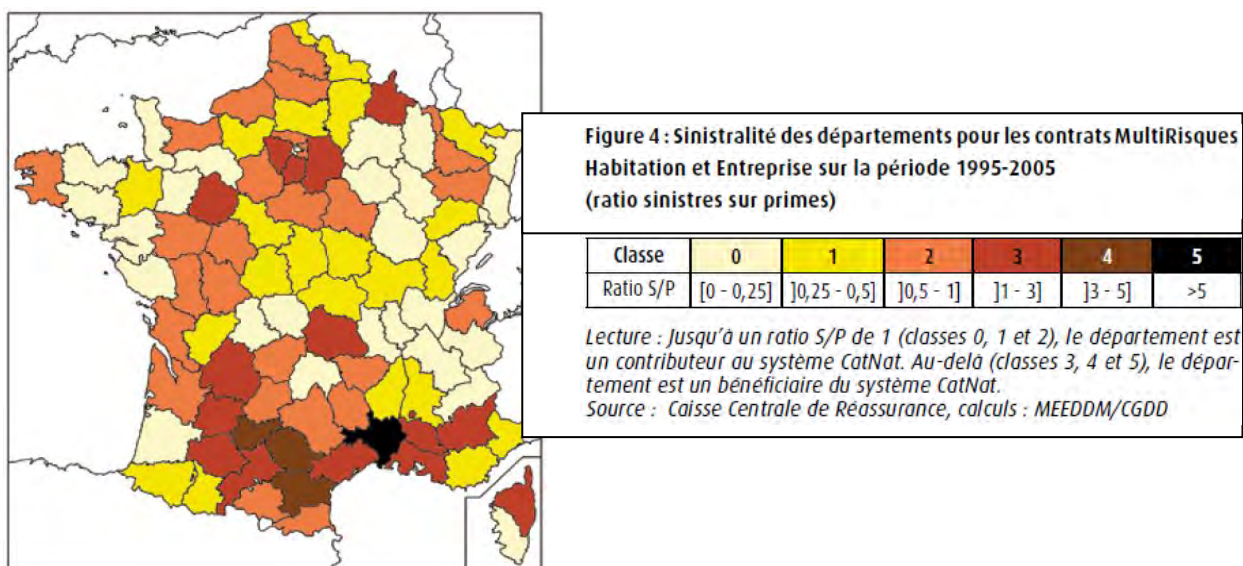 Figure 4 : Sinistralité des départements pour les contrats MultiRisques
Habitation et Entreprise sur la période 1995-2005
(ratio sinistres sur primes)
Classe 0 1 2 3 4 5
Ratio S/P [0 - 0,25] ]0,25 - 0,5] ]0,5 - 1] ]1 - 3] ]3 - 5] >5
Lecture : Jusqu'à un ratio S/P de 1 (classes 0, 1 et 2), le département est
un contributeur au système CatNat. Au-delà (classes 3, 4 et 5), le dépar-
tement est un bénéficiaire du système CatNat.
Source : Caisse Centrale de Réassurance, calculs : MEEDDM/CGDD